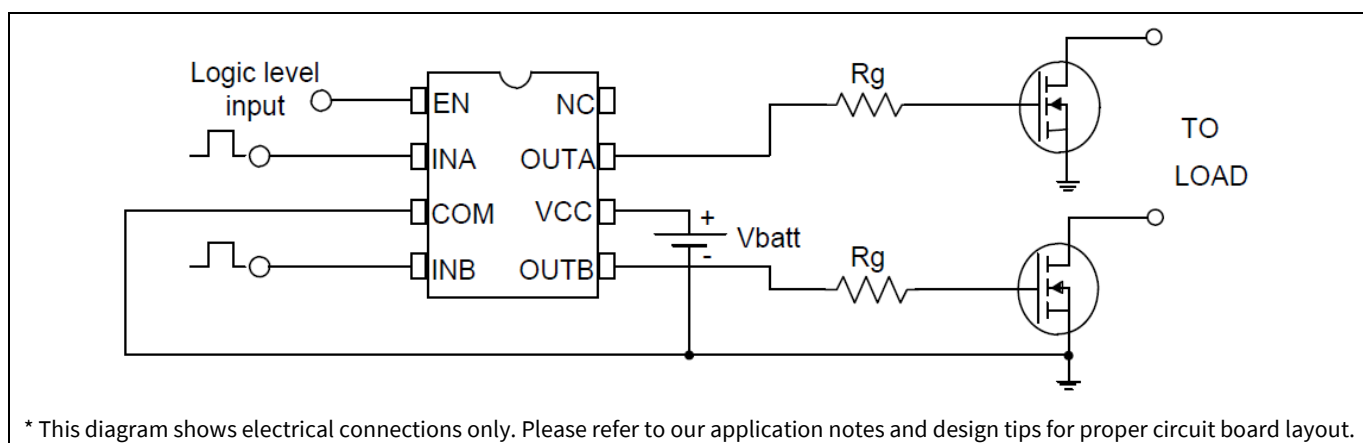 Logic level
input
EN
NC
Rg
INA
OUTA
TO
LOAD
COM
VCC
+
Vbatt
-
INB
OUTB
Rg
* This diagram shows electrical connections only. Please refer to our application notes and design tips for proper circuit board layout.